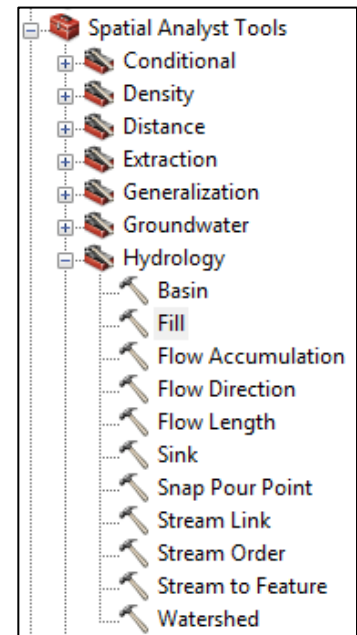 Spatial Analyst Tools
Conditional
Density
Distance
Extraction
Generalization
Groundwater
Hydrology
Basin
Fill
Flow Accumulation
Flow Direction
Flow Length
Sink
Snap Pour Point
Stream Link
Stream Order
Stream to Feature
Watershed